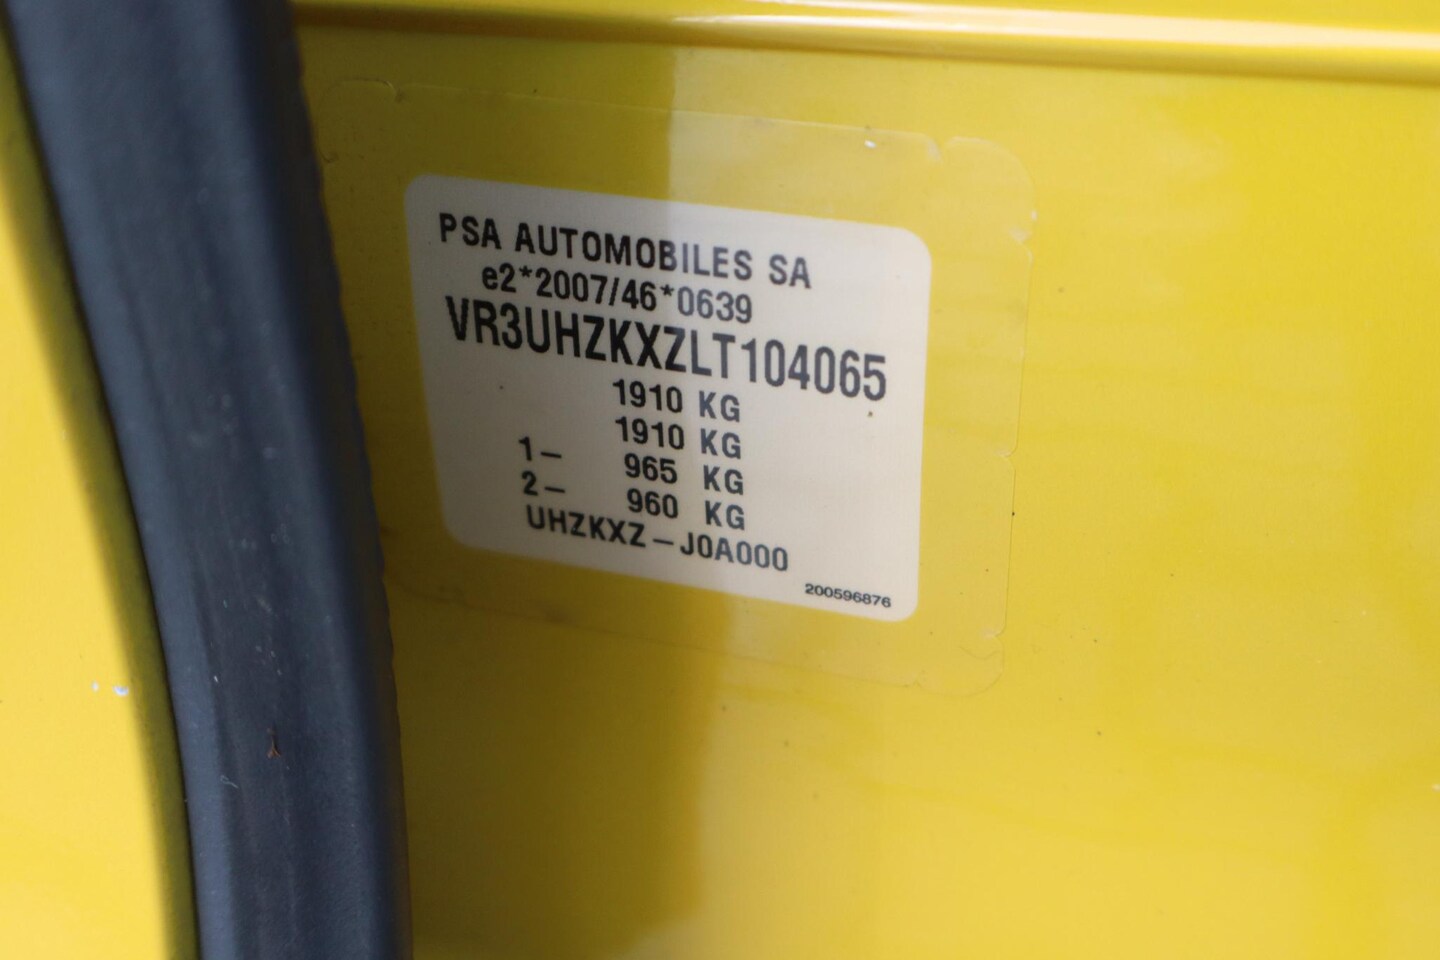 PSA AUTOMOBILES SA
e2*2007/46*0639
VR3UHZKXZLT104065
1910 KG
1910 KG
1– 965 KG
2– 960 KG
UHZKXZ–J0A000
200596876